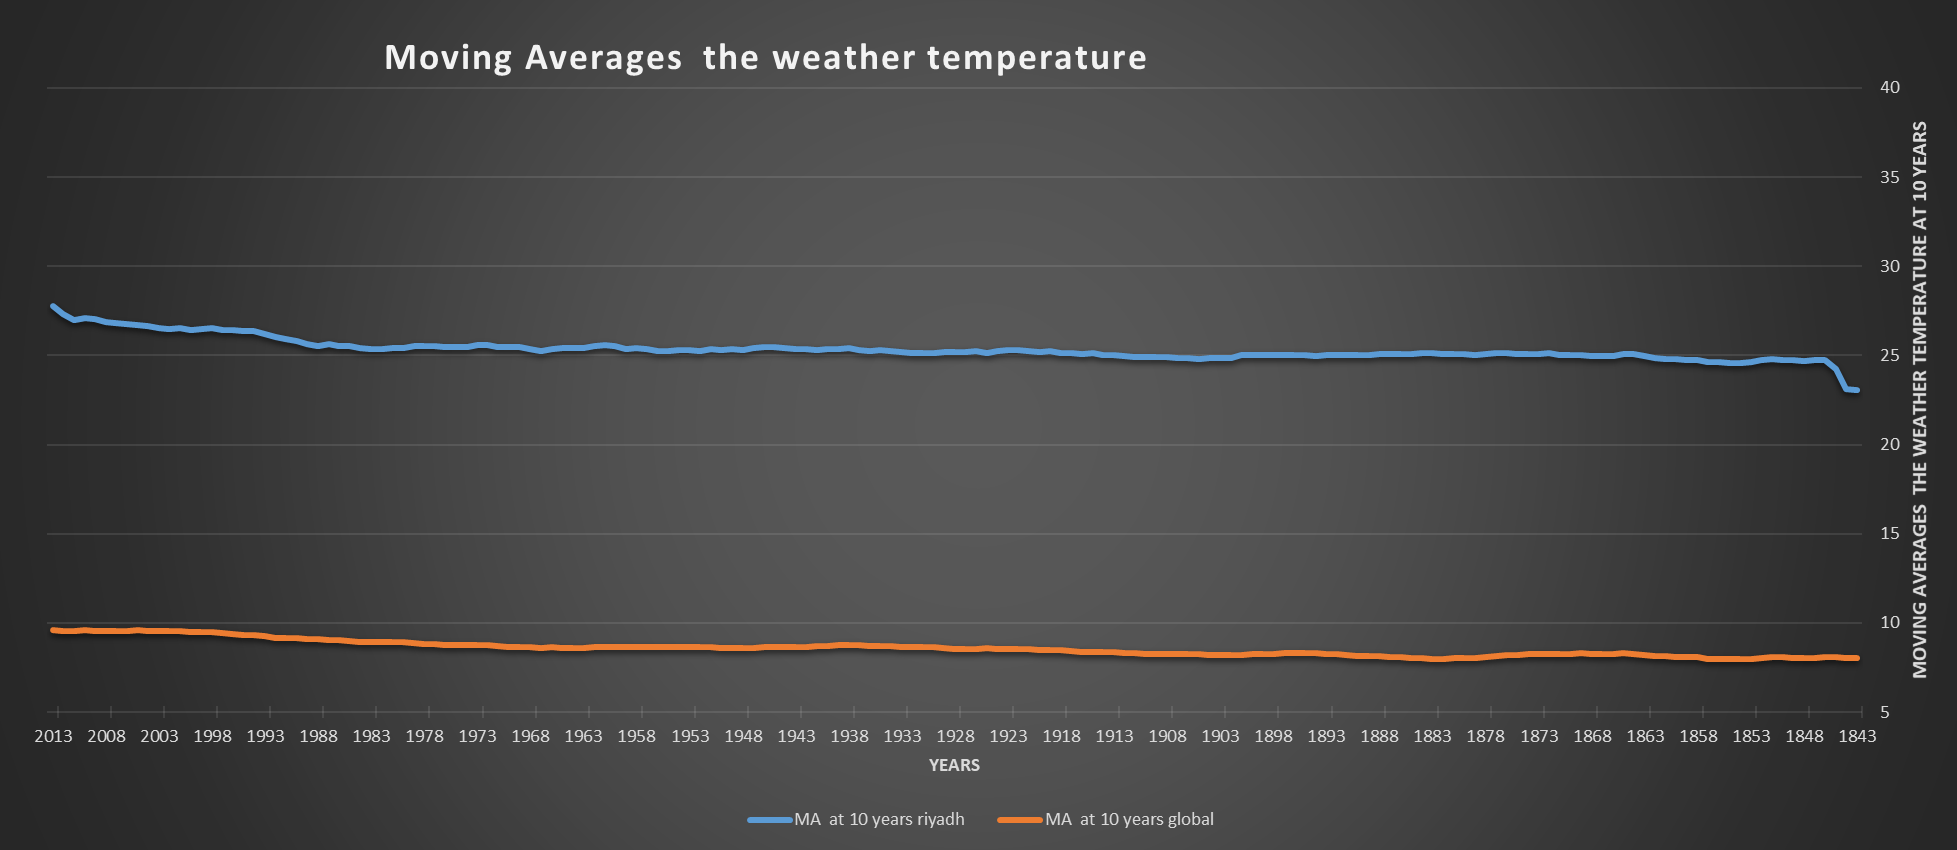 Moving Averages  the weather temperature
40
35
30
25
20
15
10
5
MOVING AVERAGES  THE WEATHER TEMPERATURE AT 10 YEARS
2013 2008 2003 1998 1993 1988 1983 1978 1973 1968 1963 1958 1953 1948 1943 1938 1933 1928 1923 1918 1913 1908 1903 1898 1893 1888 1883 1878 1873 1868 1863 1858 1853 1848 1843
YEARS
MA  at 10 years riyadh MA  at 10 years global